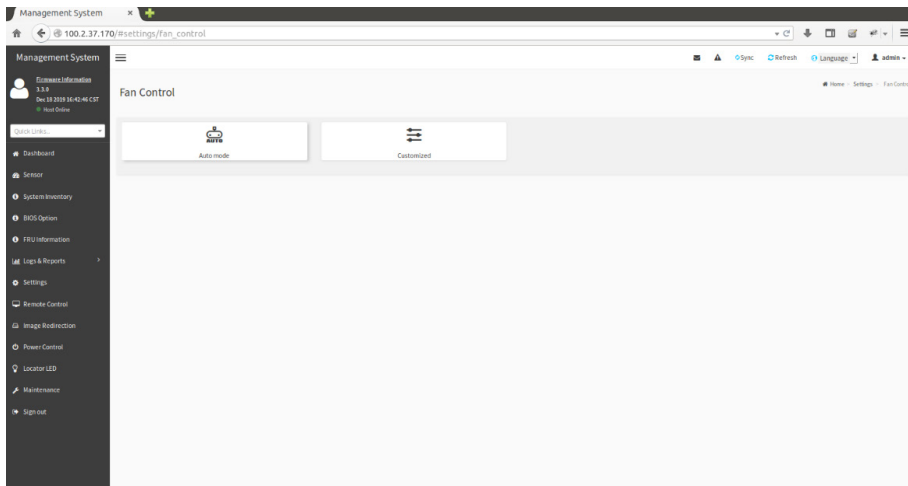 Management System
100.2.37.170/#settings/fan_control
Management System
Sync
Refresh
Language
admin
Firmware Information
3.3.0
Dec 18 2019 16:42:46 CST
Host Online
Fan Control
Home
Settings
Fan Contro
Quick Links..
AUTO
Auto mode
Customized
Dashboard
Sensor
System Inventory
BIOS Option
FRU Information
Logs & Reports
Settings
Remote Control
Image Redirection
Power Control
Locator LED
Maintenance
Sign out